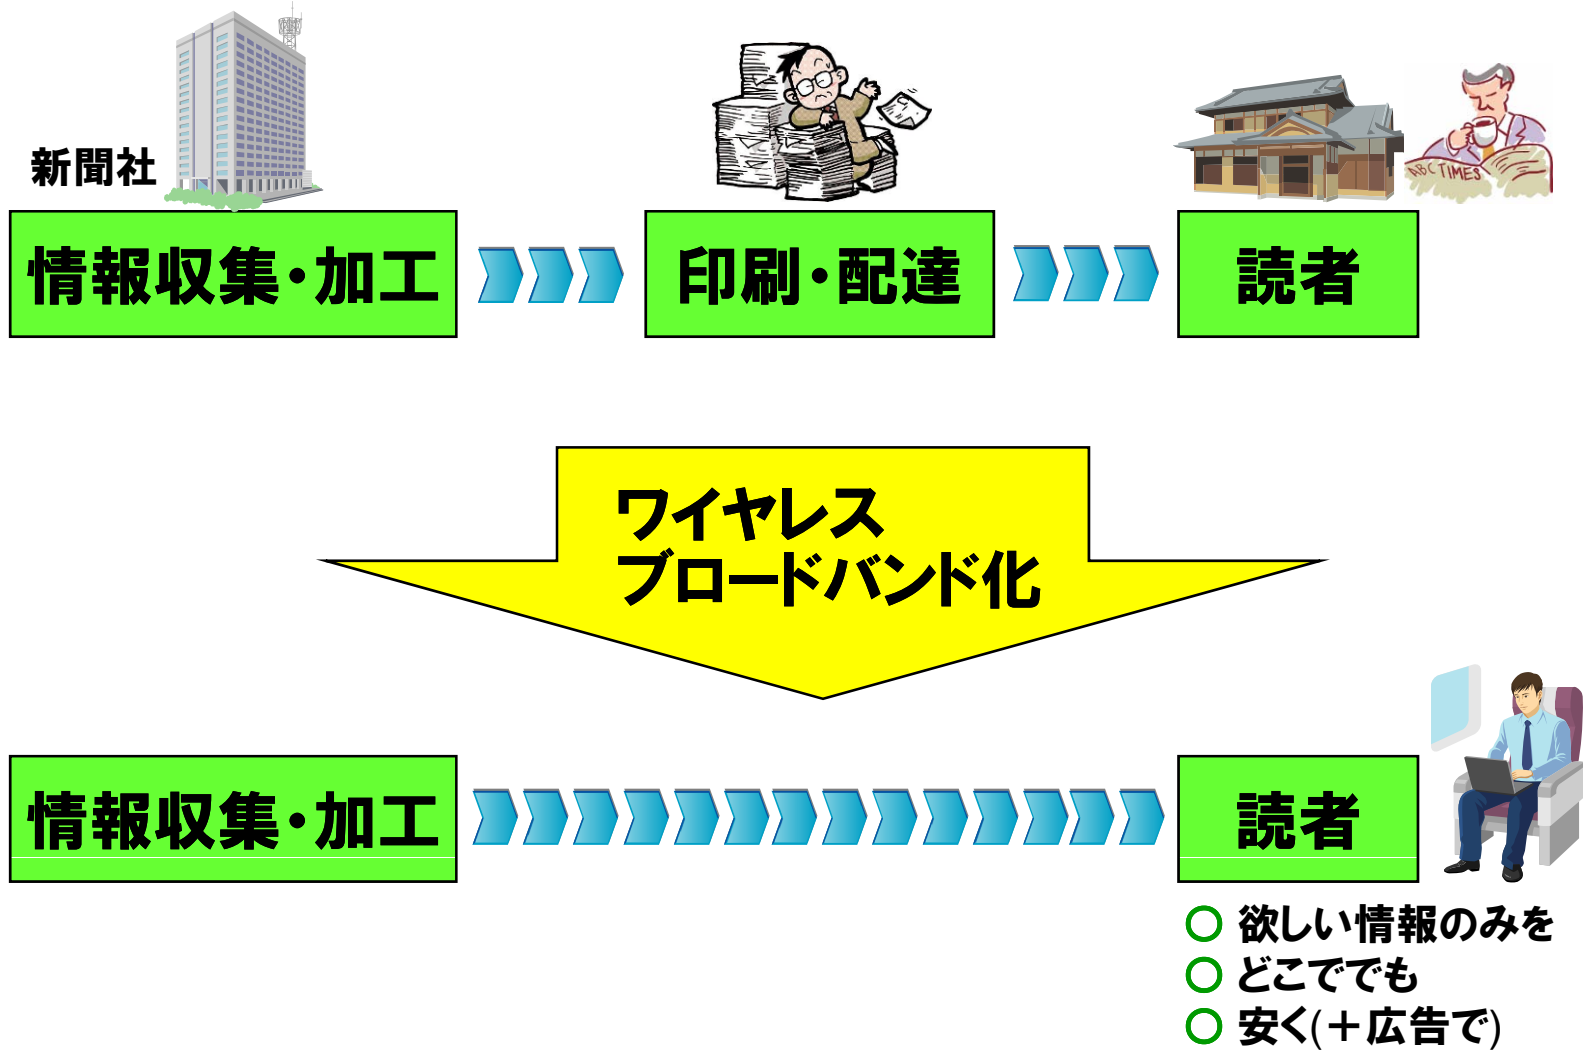 新聞社
ABC TIMES
情報収集・加工
印刷・配達
読者
ワイヤレス
ブロードバンド化
情報収集・加工
読者
○ 欲しい情報のみを
○ どこででも
○ 安く(＋広告で)